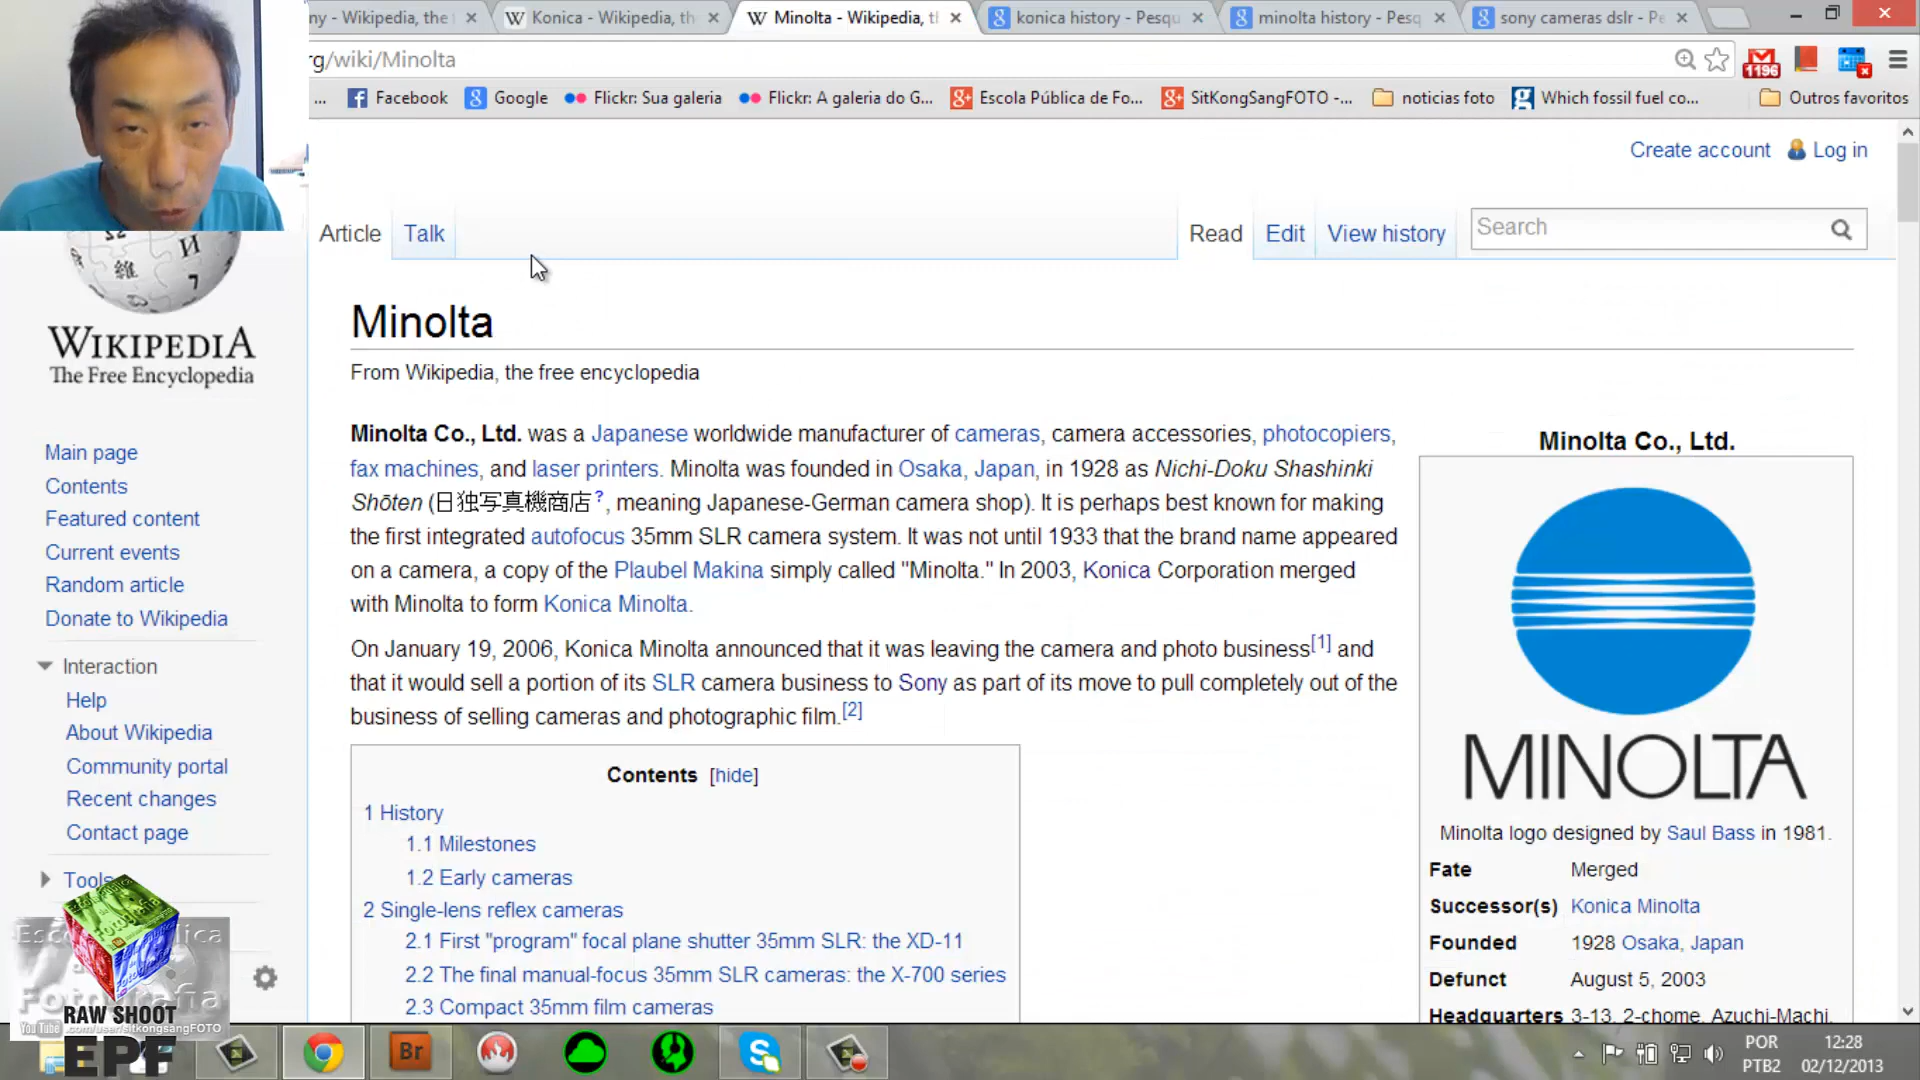 ny - Wikipedia, the f
Konica - Wikipedia, th
Minolta - Wikipedia, t
konica history - Pesqu
minolta history - Pesq
sony cameras dslr - Pe
rg/wiki/Minolta
1196
...
Facebook
Google
Flickr: Sua galeria
Flickr: A galeria do G...
Escola Pública de Fo...
SitKongSangFOTO -...
noticias foto
Which fossil fuel co...
Outros favoritos
Create account
Log in
Article
Talk
Read
Edit
View history
Search
WIKIPEDIA
The Free Encyclopedia
Main page
Contents
Featured content
Current events
Random article
Donate to Wikipedia
Interaction
Help
About Wikipedia
Community portal
Recent changes
Contact page
Tools
Minolta
From Wikipedia, the free encyclopedia
Minolta Co., Ltd. was a Japanese worldwide manufacturer of cameras, camera accessories, photocopiers,
fax machines, and laser printers. Minolta was founded in Osaka, Japan, in 1928 as Nichi-Doku Shashinki
Shōten (日独写真機商店?, meaning Japanese-German camera shop). It is perhaps best known for making
the first integrated autofocus 35mm SLR camera system. It was not until 1933 that the brand name appeared
on a camera, a copy of the Plaubel Makina simply called "Minolta." In 2003, Konica Corporation merged
with Minolta to form Konica Minolta.
On January 19, 2006, Konica Minolta announced that it was leaving the camera and photo business[1] and
that it would sell a portion of its SLR camera business to Sony as part of its move to pull completely out of the
business of selling cameras and photographic film.[2]
Contents [hide]
1 History
1.1 Milestones
1.2 Early cameras
2 Single-lens reflex cameras
2.1 First "program" focal plane shutter 35mm SLR: the XD-11
2.2 The final manual-focus 35mm SLR cameras: the X-700 series
2.3 Compact 35mm film cameras
Minolta Co., Ltd.
MINOLTA
Minolta logo designed by Saul Bass in 1981.
Fate Merged
Successor(s) Konica Minolta
Founded 1928 Osaka, Japan
Defunct August 5, 2003
Headquarters 3-13, 2-chome, Azuchi-Machi,
Fotografia
RAW SHOOT
You Tube .com/user/sitkongsangFOTO
EPF
Br
POR
PTB2
12:28
02/12/2013